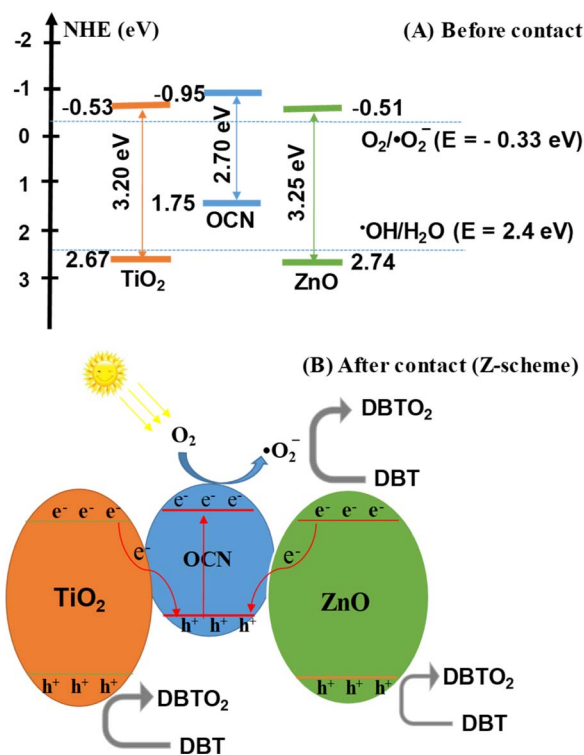 NHE (eV)
(A) Before contact
-2
-1
-0.53
-0.95
-0.51
0
O₂/•O₂⁻ (E = - 0.33 eV)
3.20 eV
2.70 eV
3.25 eV
1
1.75
OCN
2
•OH/H₂O (E = 2.4 eV)
2.67
2.74
3
TiO₂
ZnO
(B) After contact (Z-scheme)
DBTO₂
O₂
•O₂⁻
DBT
e⁻ e⁻ e⁻
e⁻ e⁻ e⁻
e⁻ e⁻ e⁻
e⁻
OCN
e⁻
TiO₂
ZnO
h⁺ h⁺ h⁺
h⁺ h⁺ h⁺
h⁺ h⁺ h⁺
DBTO₂
DBTO₂
DBT
DBT